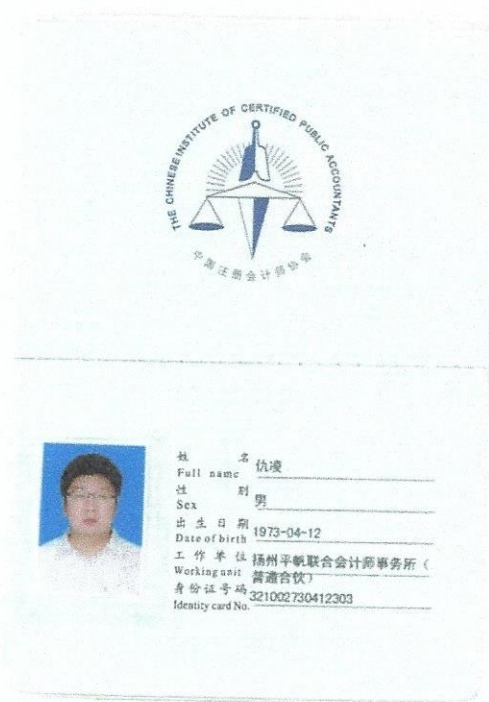 THE CHINESE INSTITUTE OF CERTIFIED PUBLIC ACCOUNTANTS
中国注册会计师协会
姓 名 仇凌
Full name
性 别 男
Sex
出生日期 1973-04-12
Date of birth
工作单位 扬州平帆联合会计师事务所（
Working unit 普通合伙）
身份证号码 321002730412303
Identity card No.